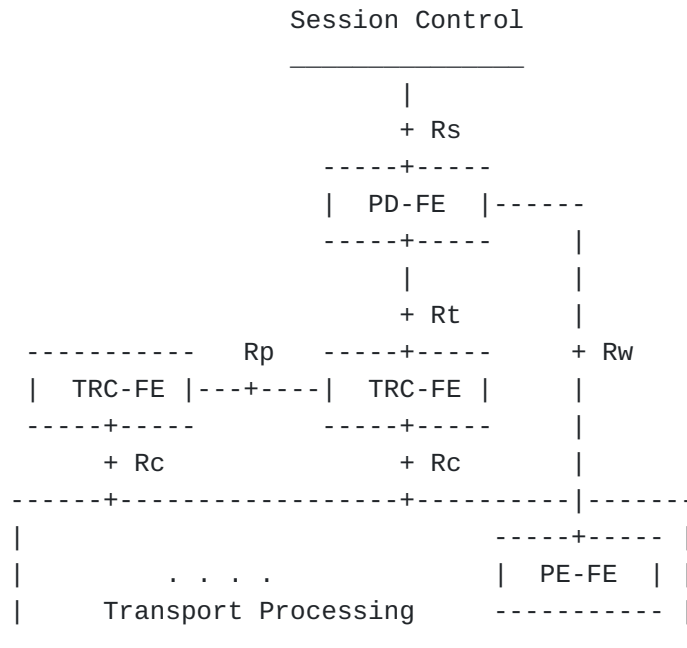 Session Control
+ Rs
PD-FE
+ Rt
Rp + Rw
TRC-FE TRC-FE
+ Rc + Rc
PE-FE
. . . .
Transport Processing